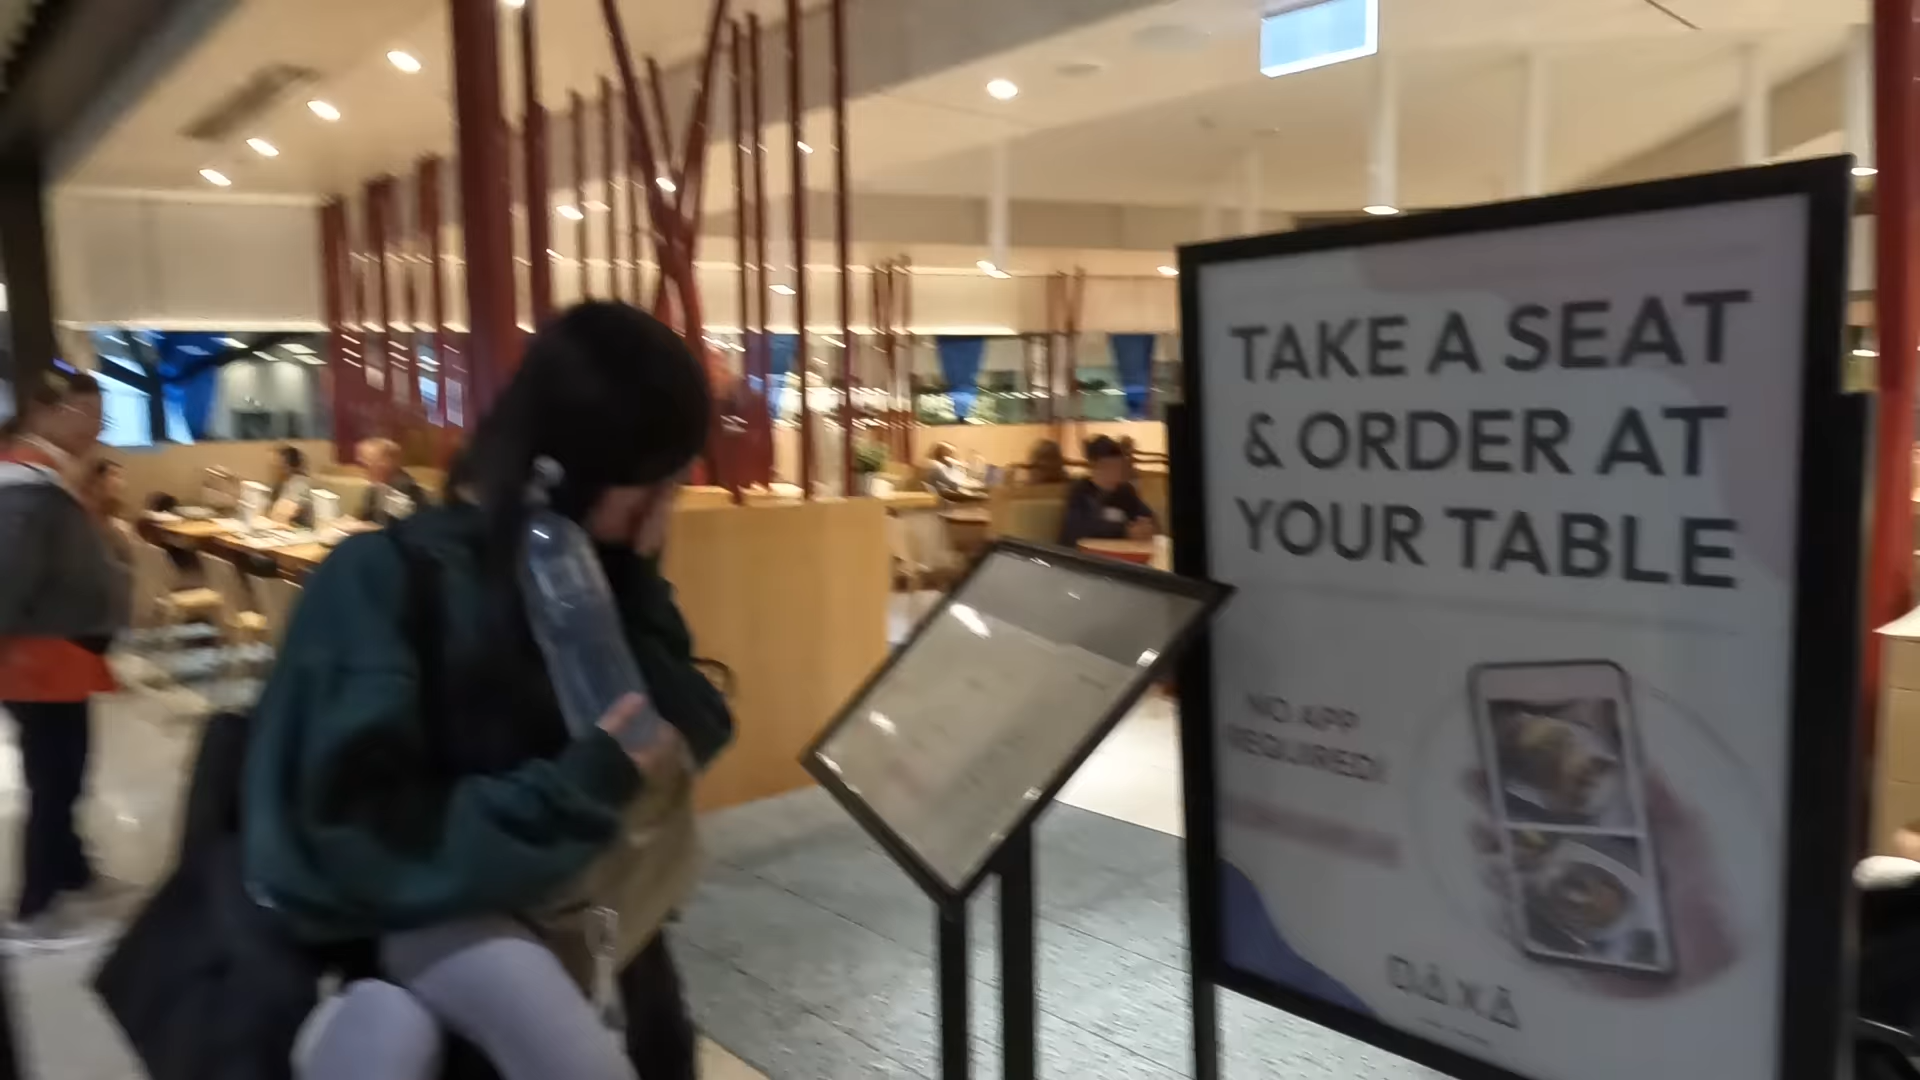 TAKE A SEAT
& ORDER AT
YOUR TABLE
NO APP
REQUIRED!